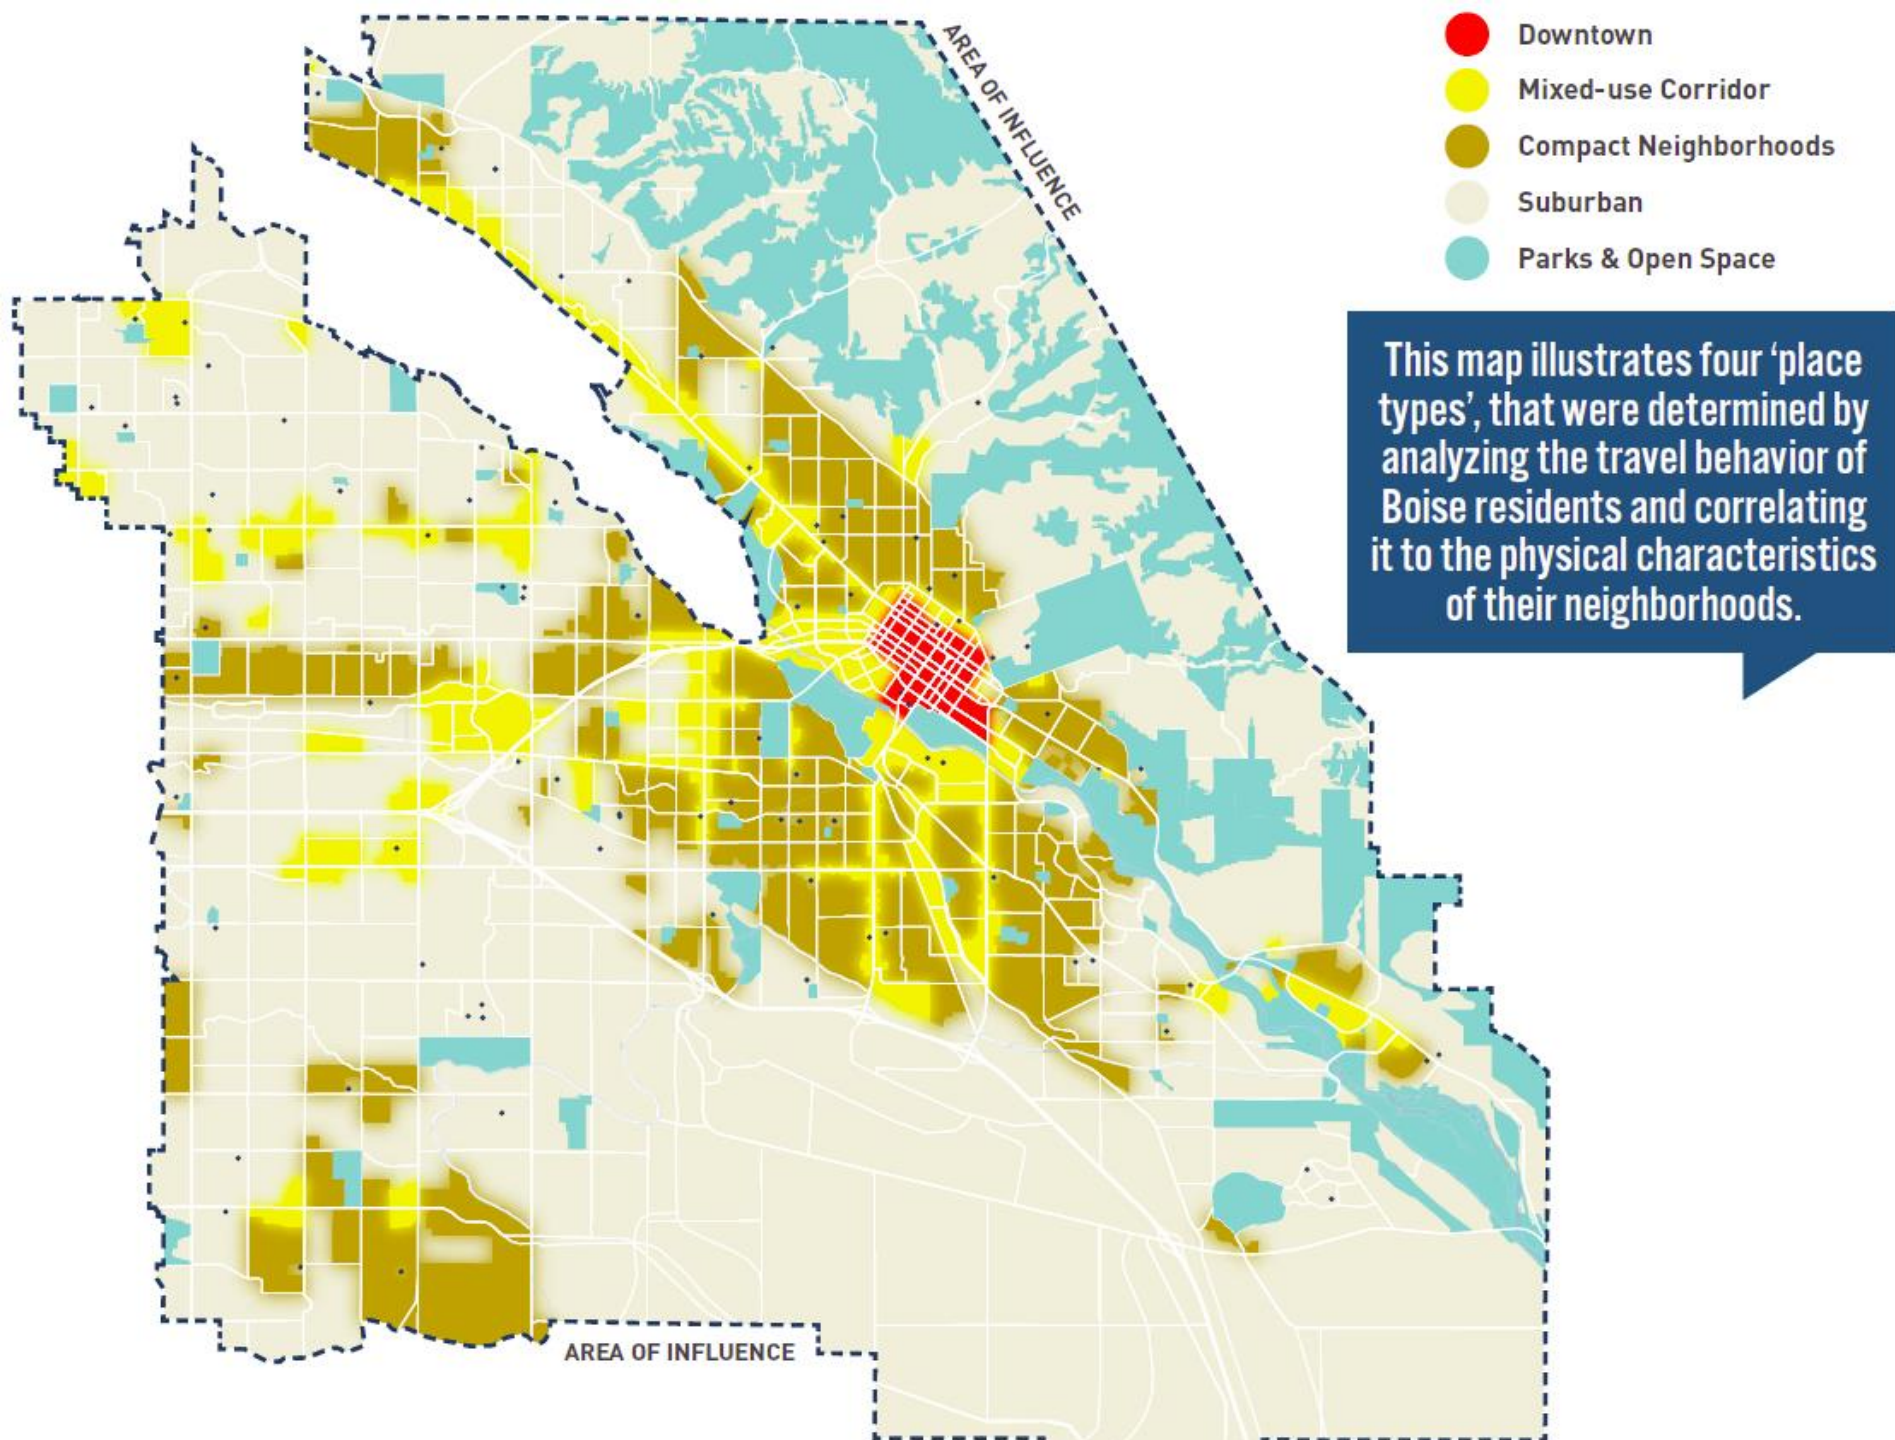 Downtown
Mixed-use Corridor
Compact Neighborhoods
Suburban
Parks & Open Space
AREA OF INFLUENCE
This map illustrates four ‘place
types’, that were determined by
analyzing the travel behavior of
Boise residents and correlating
it to the physical characteristics
of their neighborhoods.
AREA OF INFLUENCE